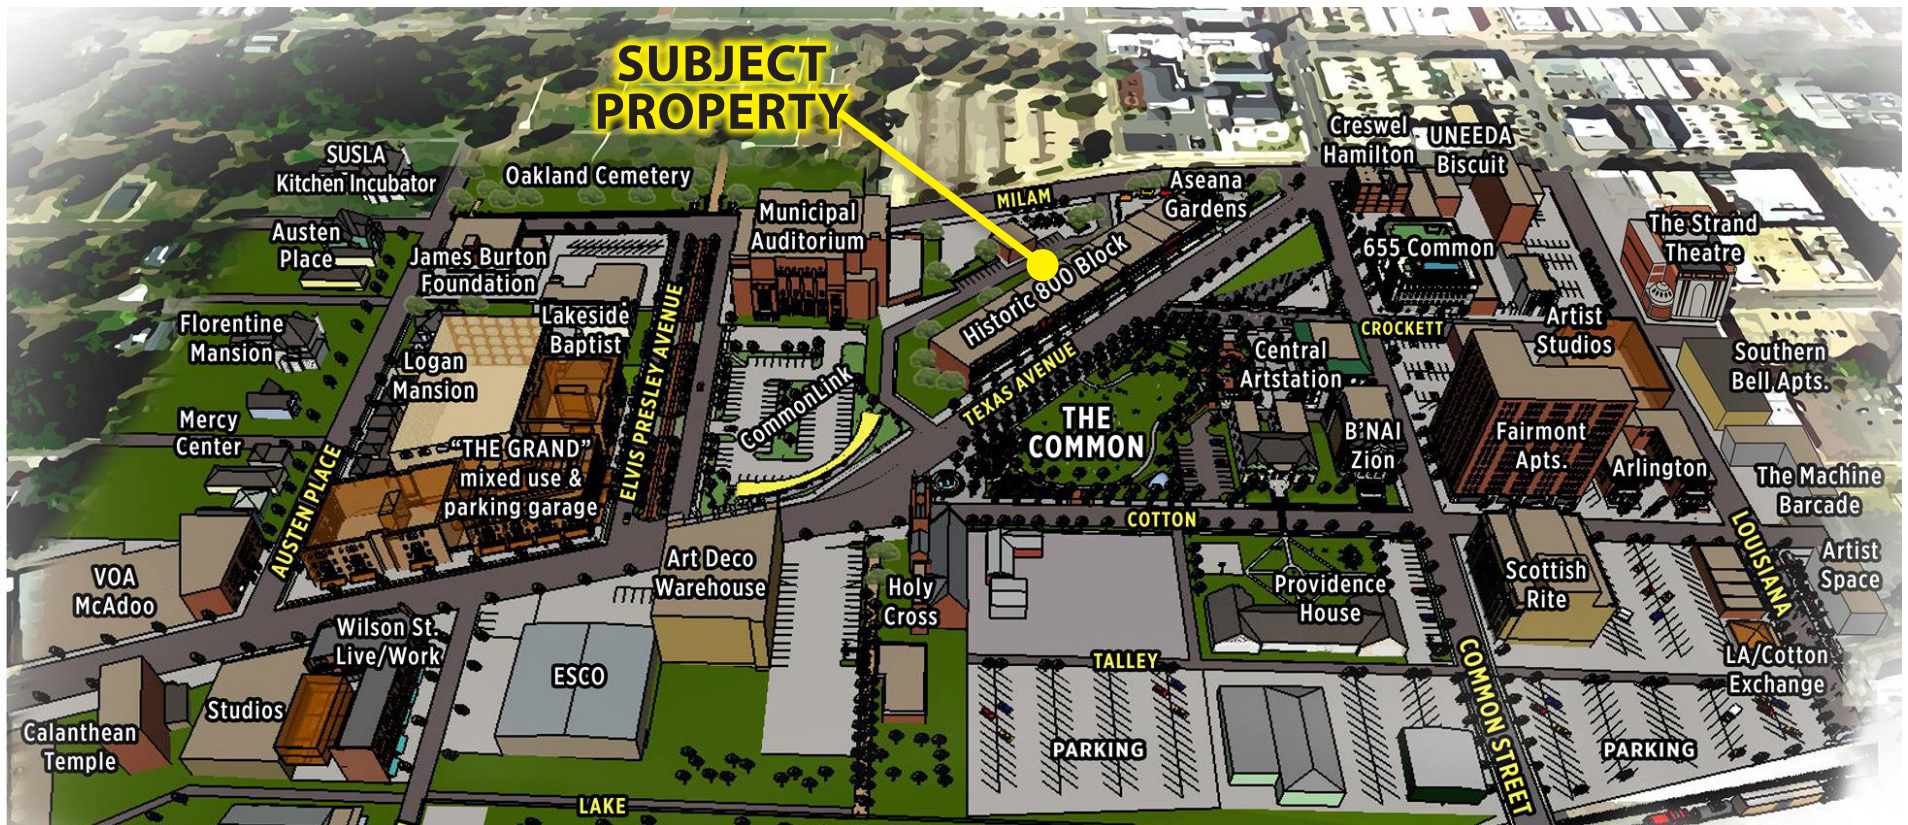 SUBJECT
PROPERTY
SUSLA
Kitchen Incubator
Oakland Cemetery
Municipal
Auditorium
MILAM
Aseana
Gardens
Creswel
Hamilton
UNEEDA
Biscuit
Austen
Place
James Burton
Foundation
Historic 800 Block
655 Common
The Strand
Theatre
Florentine
Mansion
Logan
Mansion
Lakeside
Baptist
ELVIS PRESLEY AVENUE
CommonLink
TEXAS AVENUE
THE
COMMON
Central
Artstation
CROCKETT
Artist
Studios
Southern
Bell Apts.
Mercy
Center
AUSTEN PLACE
“THE GRAND”
mixed use &
parking garage
B'NAI
Zion
Fairmont
Apts.
Arlington
The Machine
Barcade
COTTON
LOUISIANA
VOA
McAdoo
Art Deco
Warehouse
Holy
Cross
Providence
House
Scottish
Rite
Artist
Space
Wilson St.
Live/Work
ESCO
TALLEY
COMMON STREET
LA/Cotton
Exchange
Calanthean
Temple
Studios
PARKING
PARKING
LAKE